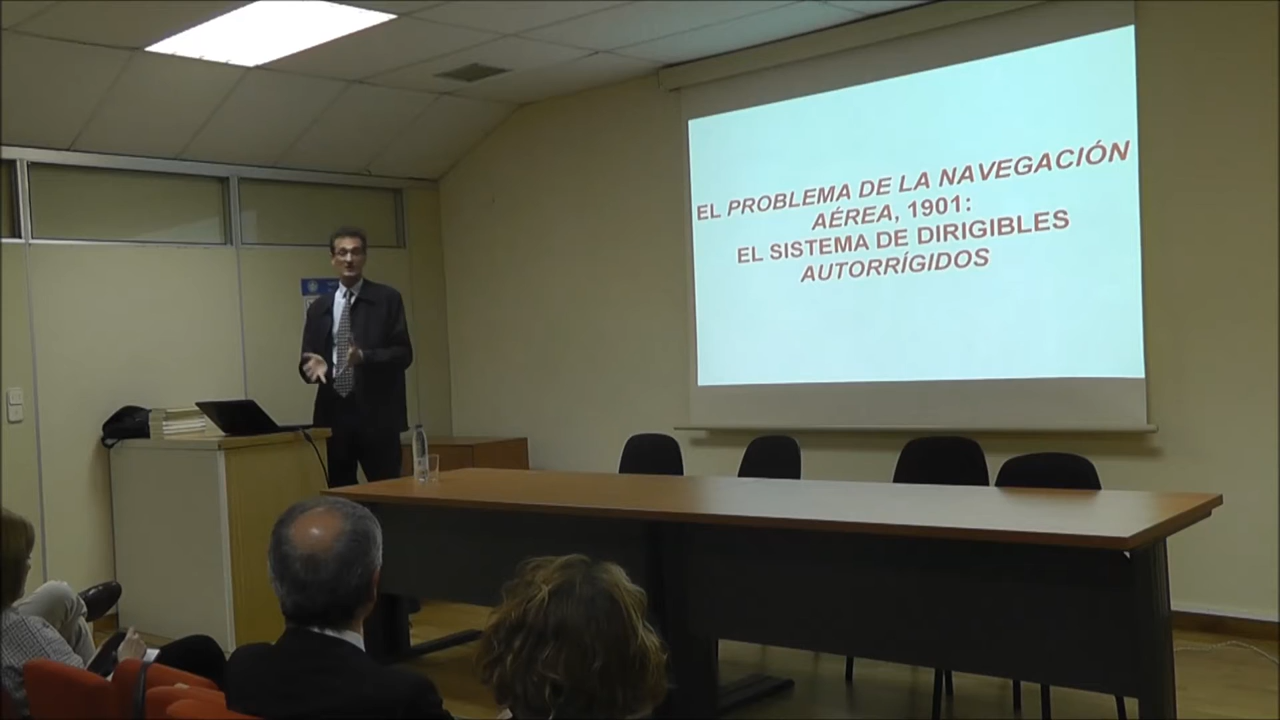 EL PROBLEMA DE LA NAVEGACIÓN
AÉREA, 1901:
EL SISTEMA DE DIRIGIBLES
AUTORRÍGIDOS